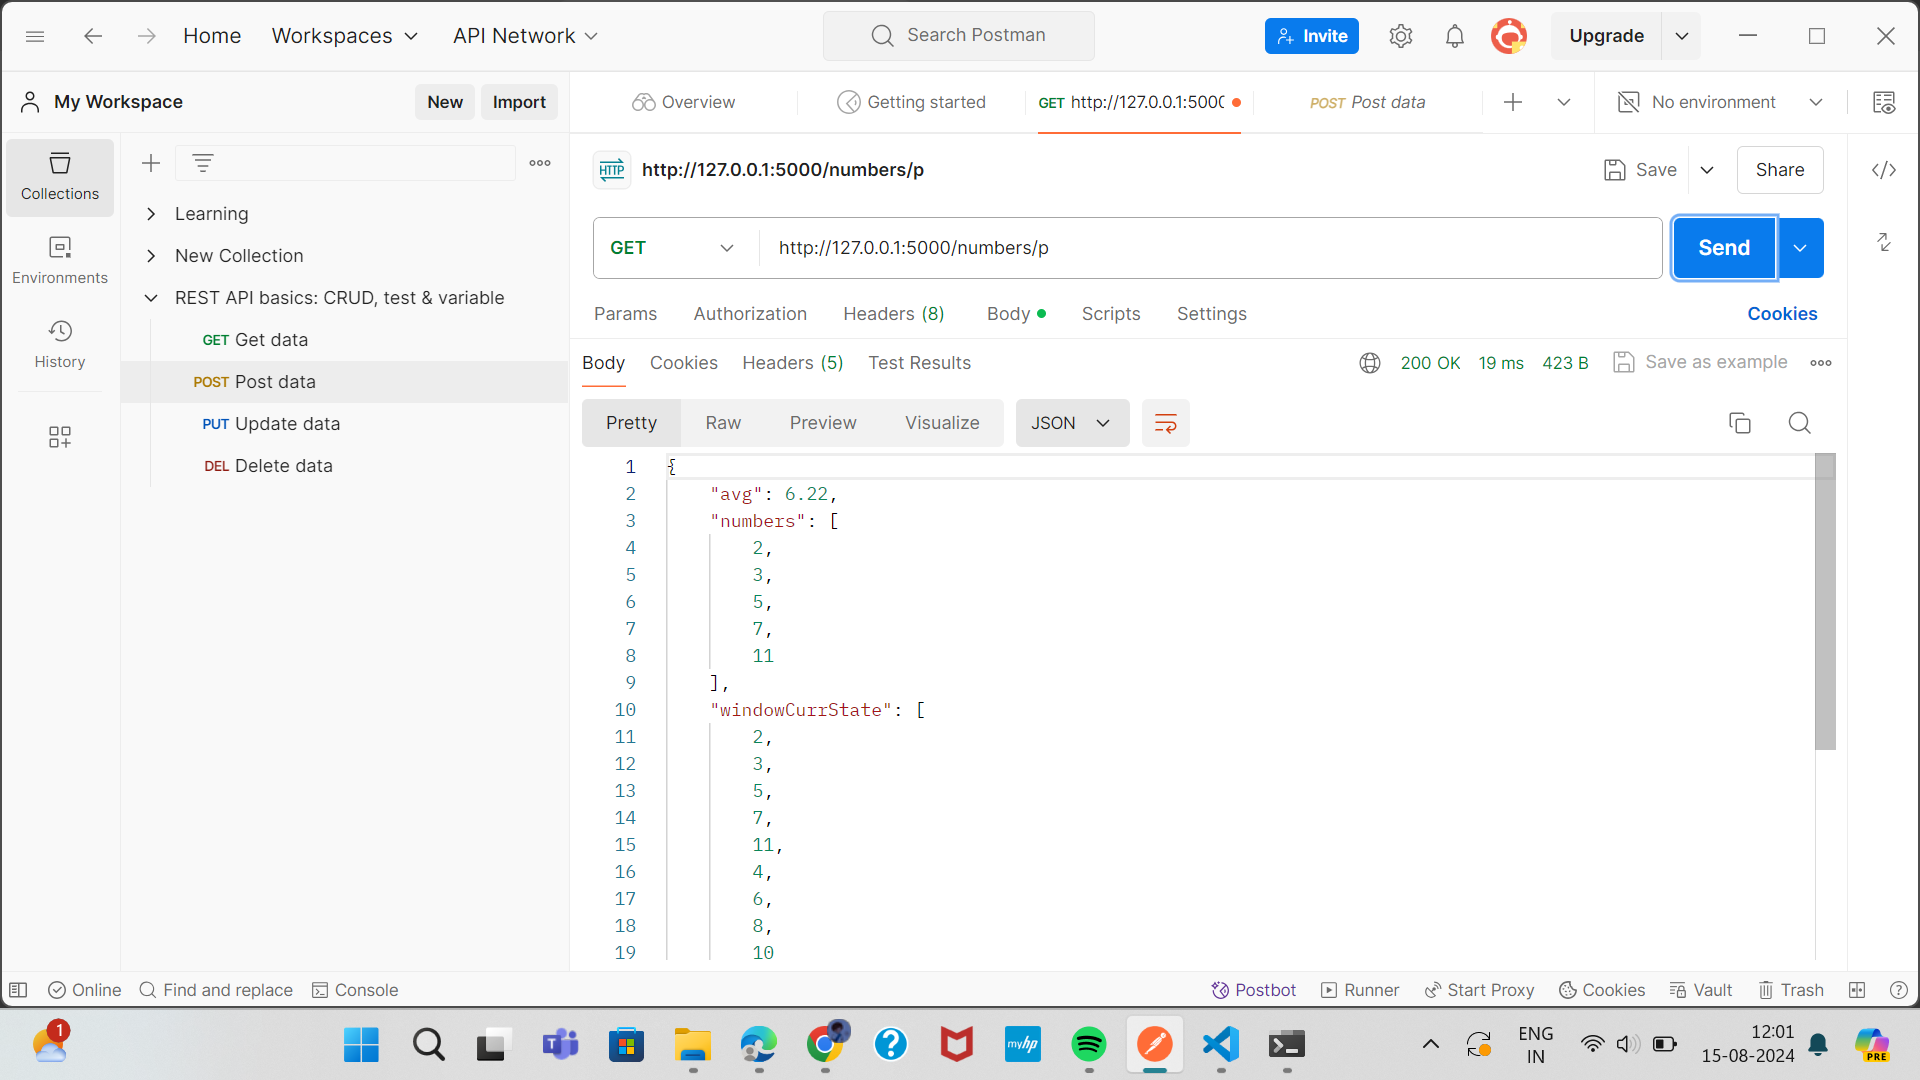 Home
Workspaces
API Network
Search Postman
Invite
Upgrade
My Workspace
New
Import
Overview
Getting started
GET http://127.0.0.1:500
POST Post data
No environment
Collections
Environments
History
Learning
New Collection
REST API basics: CRUD, test & variable
GET Get data
POST Post data
PUT Update data
DEL Delete data
HTTP http://127.0.0.1:5000/numbers/p
Save
Share
GET
http://127.0.0.1:5000/numbers/p
Send
Params
Authorization
Headers (8)
Body
Scripts
Settings
Cookies
Body
Cookies
Headers (5)
Test Results
200 OK
19 ms
423 B
Save as example
Pretty
Raw
Preview
Visualize
JSON
1 {
2 "avg": 6.22,
3 "numbers": [
4 2,
5 3,
6 5,
7 7,
8 11
9 ],
10 "windowCurrState": [
11 2,
12 3,
13 5,
14 7,
15 11,
16 4,
17 6,
18 8,
19 10
Online
Find and replace
Console
Postbot
Runner
Start Proxy
Cookies
Vault
Trash
1
myhp
ENG
IN
12:01
15-08-2024
PRE